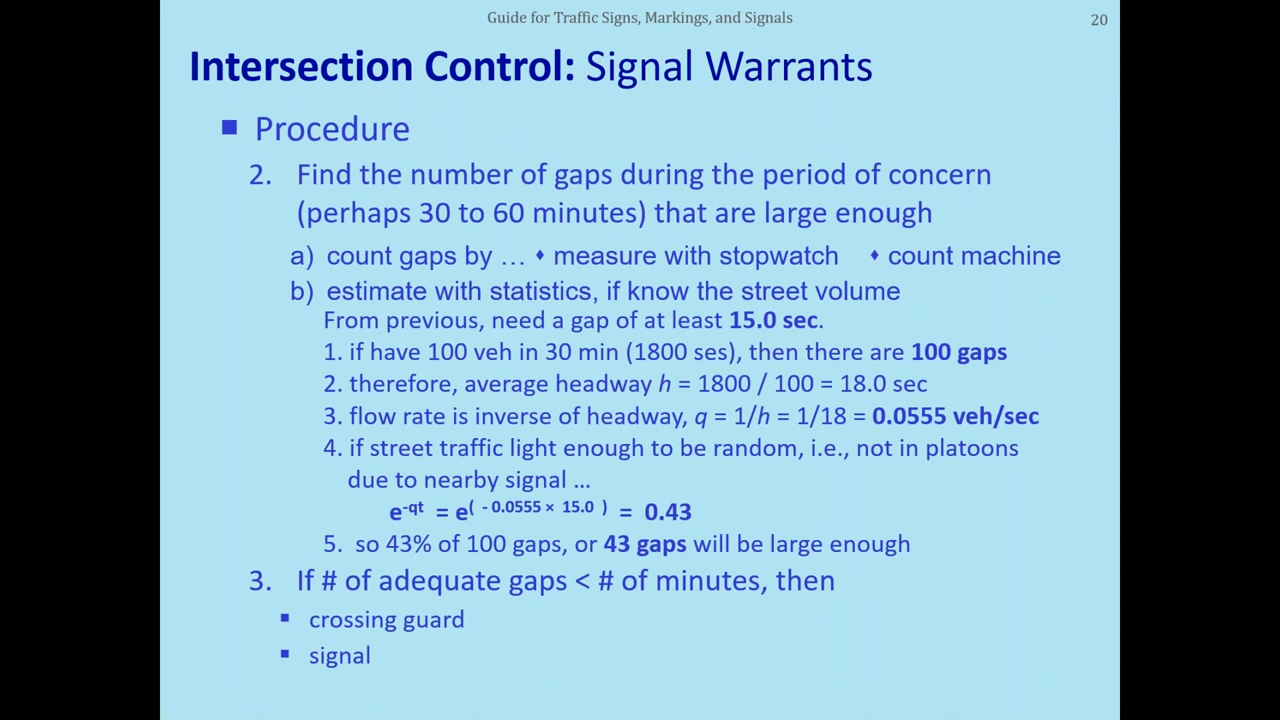 Guide for Traffic Signs, Markings, and Signals
20
Intersection Control: Signal Warrants
■ Procedure
2. Find the number of gaps during the period of concern
(perhaps 30 to 60 minutes) that are large enough
a) count gaps by … ♦ measure with stopwatch ♦ count machine
b) estimate with statistics, if know the street volume
From previous, need a gap of at least 15.0 sec.
1. if have 100 veh in 30 min (1800 ses), then there are 100 gaps
2. therefore, average headway h = 1800 / 100 = 18.0 sec
3. flow rate is inverse of headway, q = 1/h = 1/18 = 0.0555 veh/sec
4. if street traffic light enough to be random, i.e., not in platoons
due to nearby signal …
e-qt = e( - 0.0555 × 15.0 ) = 0.43
5. so 43% of 100 gaps, or 43 gaps will be large enough
3. If # of adequate gaps < # of minutes, then
▪ crossing guard
▪ signal